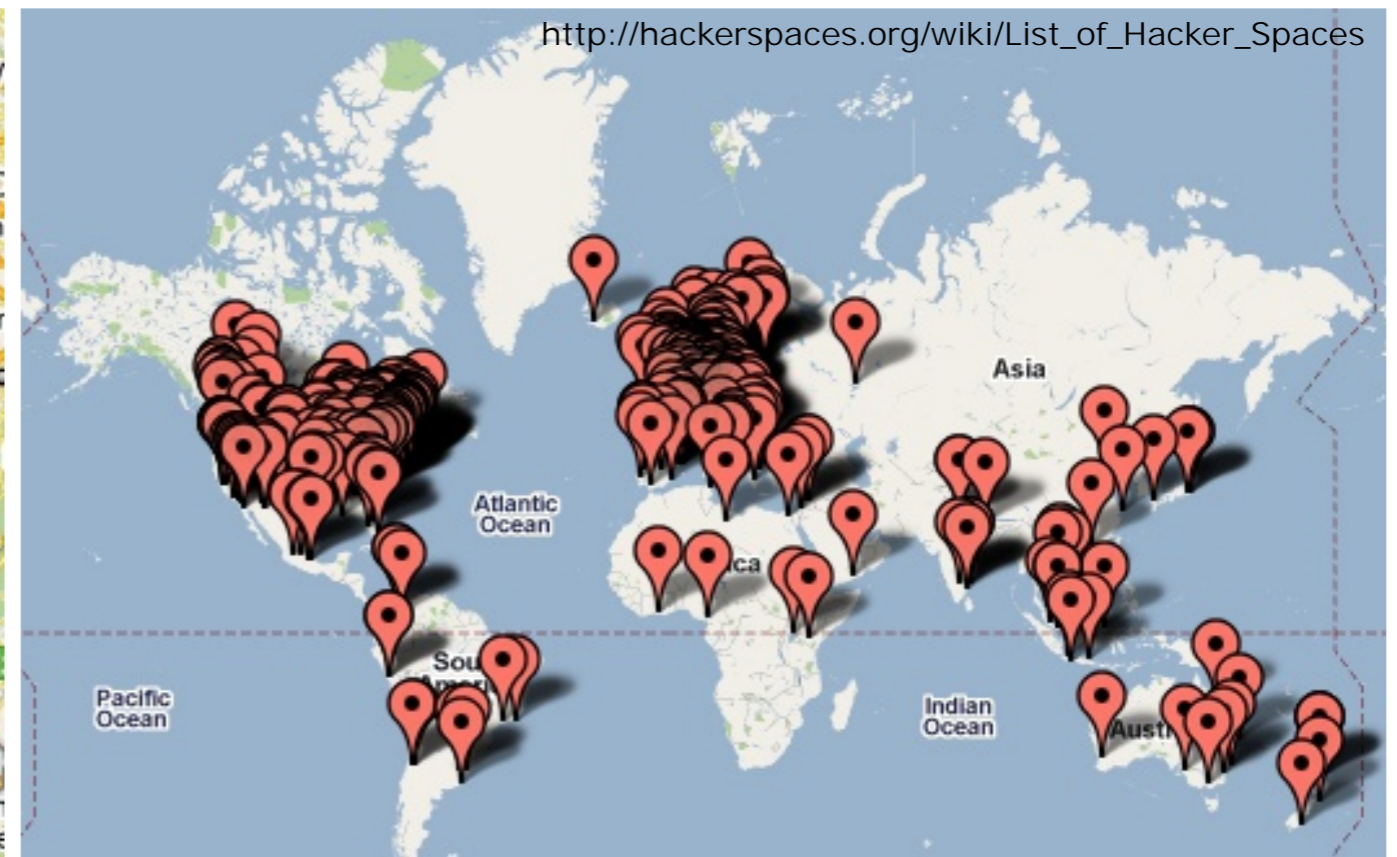 http://hackerspaces.org/wiki/List_of_Hacker_Spaces
Asia
Atlantic
Ocean
Pacific
Ocean
Indian
Ocean